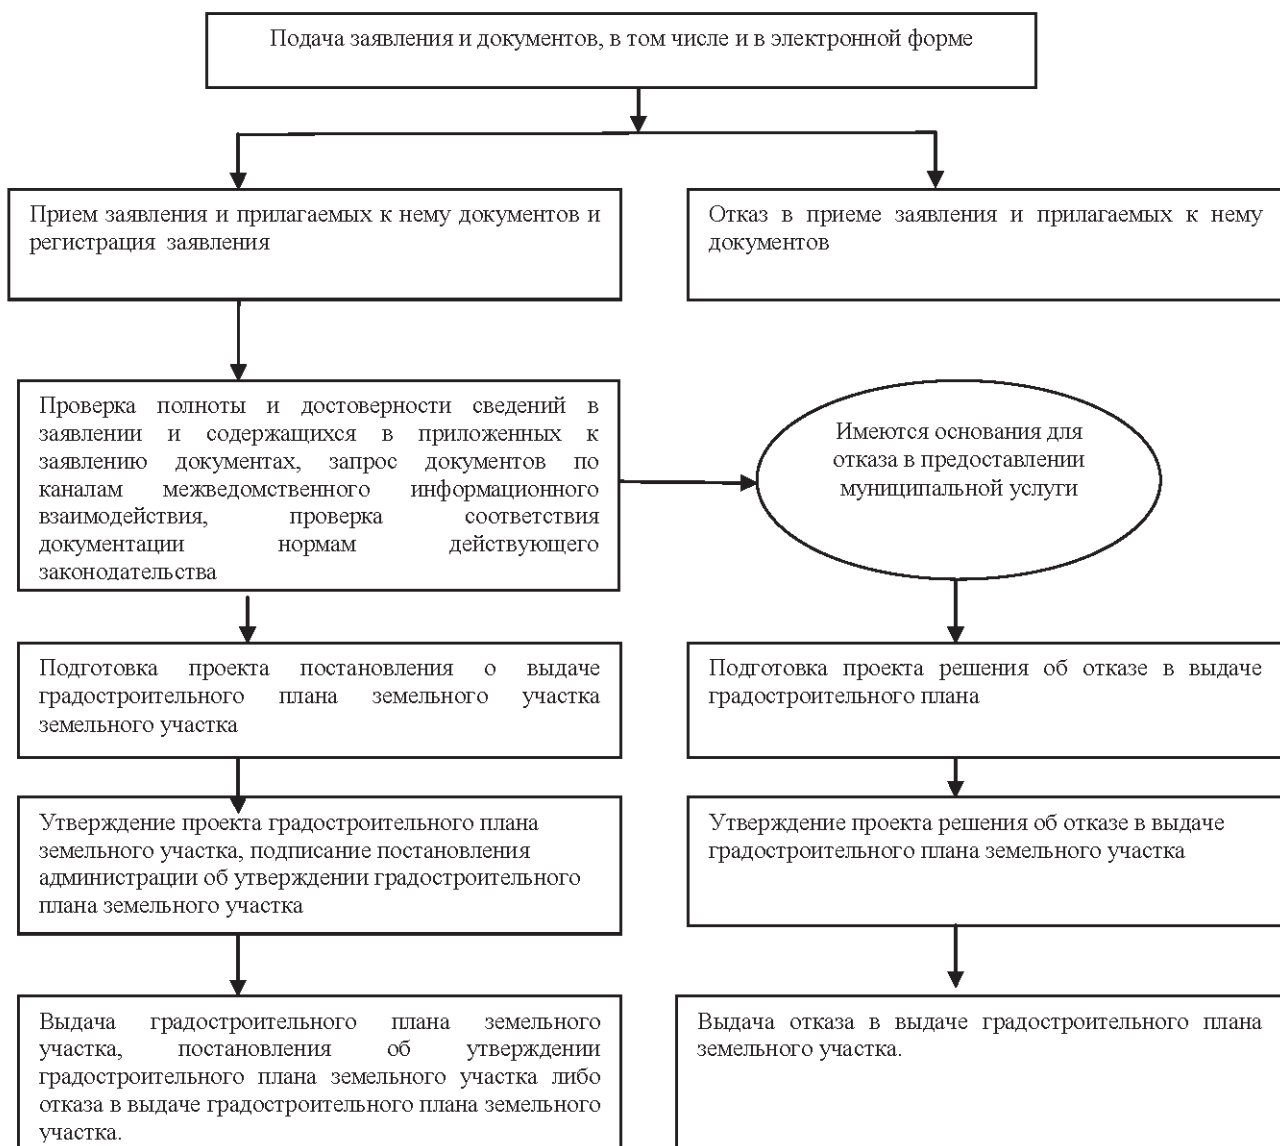 Подача заявления и документов, в том числе и в электронной форме
Прием заявления и прилагаемых к нему документов и
регистрация заявления
Отказ в приеме заявления и прилагаемых к нему
документов
Проверка полноты и достоверности сведений в
заявлении и содержащихся в приложенных к
заявлению документах, запрос документов по
каналам межведомственного информационного
взаимодействия, проверка соответствия
документации нормам действующего
законодательства
Имеются основания для
отказа в предоставлении
муниципальной услуги
Подготовка проекта постановления о выдаче
градостроительного плана земельного участка
земельного участка
Подготовка проекта решения об отказе в выдаче
градостроительного плана
Утверждение проекта градостроительного плана
земельного участка, подписание постановления
администрации об утверждении градостроительного
плана земельного участка
Утверждение проекта решения об отказе в выдаче
градостроительного плана земельного участка
Выдача градостроительного плана земельного
участка, постановления об утверждении
градостроительного плана земельного участка либо
отказа в выдаче градостроительного плана земельного
участка.
Выдача отказа в выдаче градостроительного плана
земельного участка.